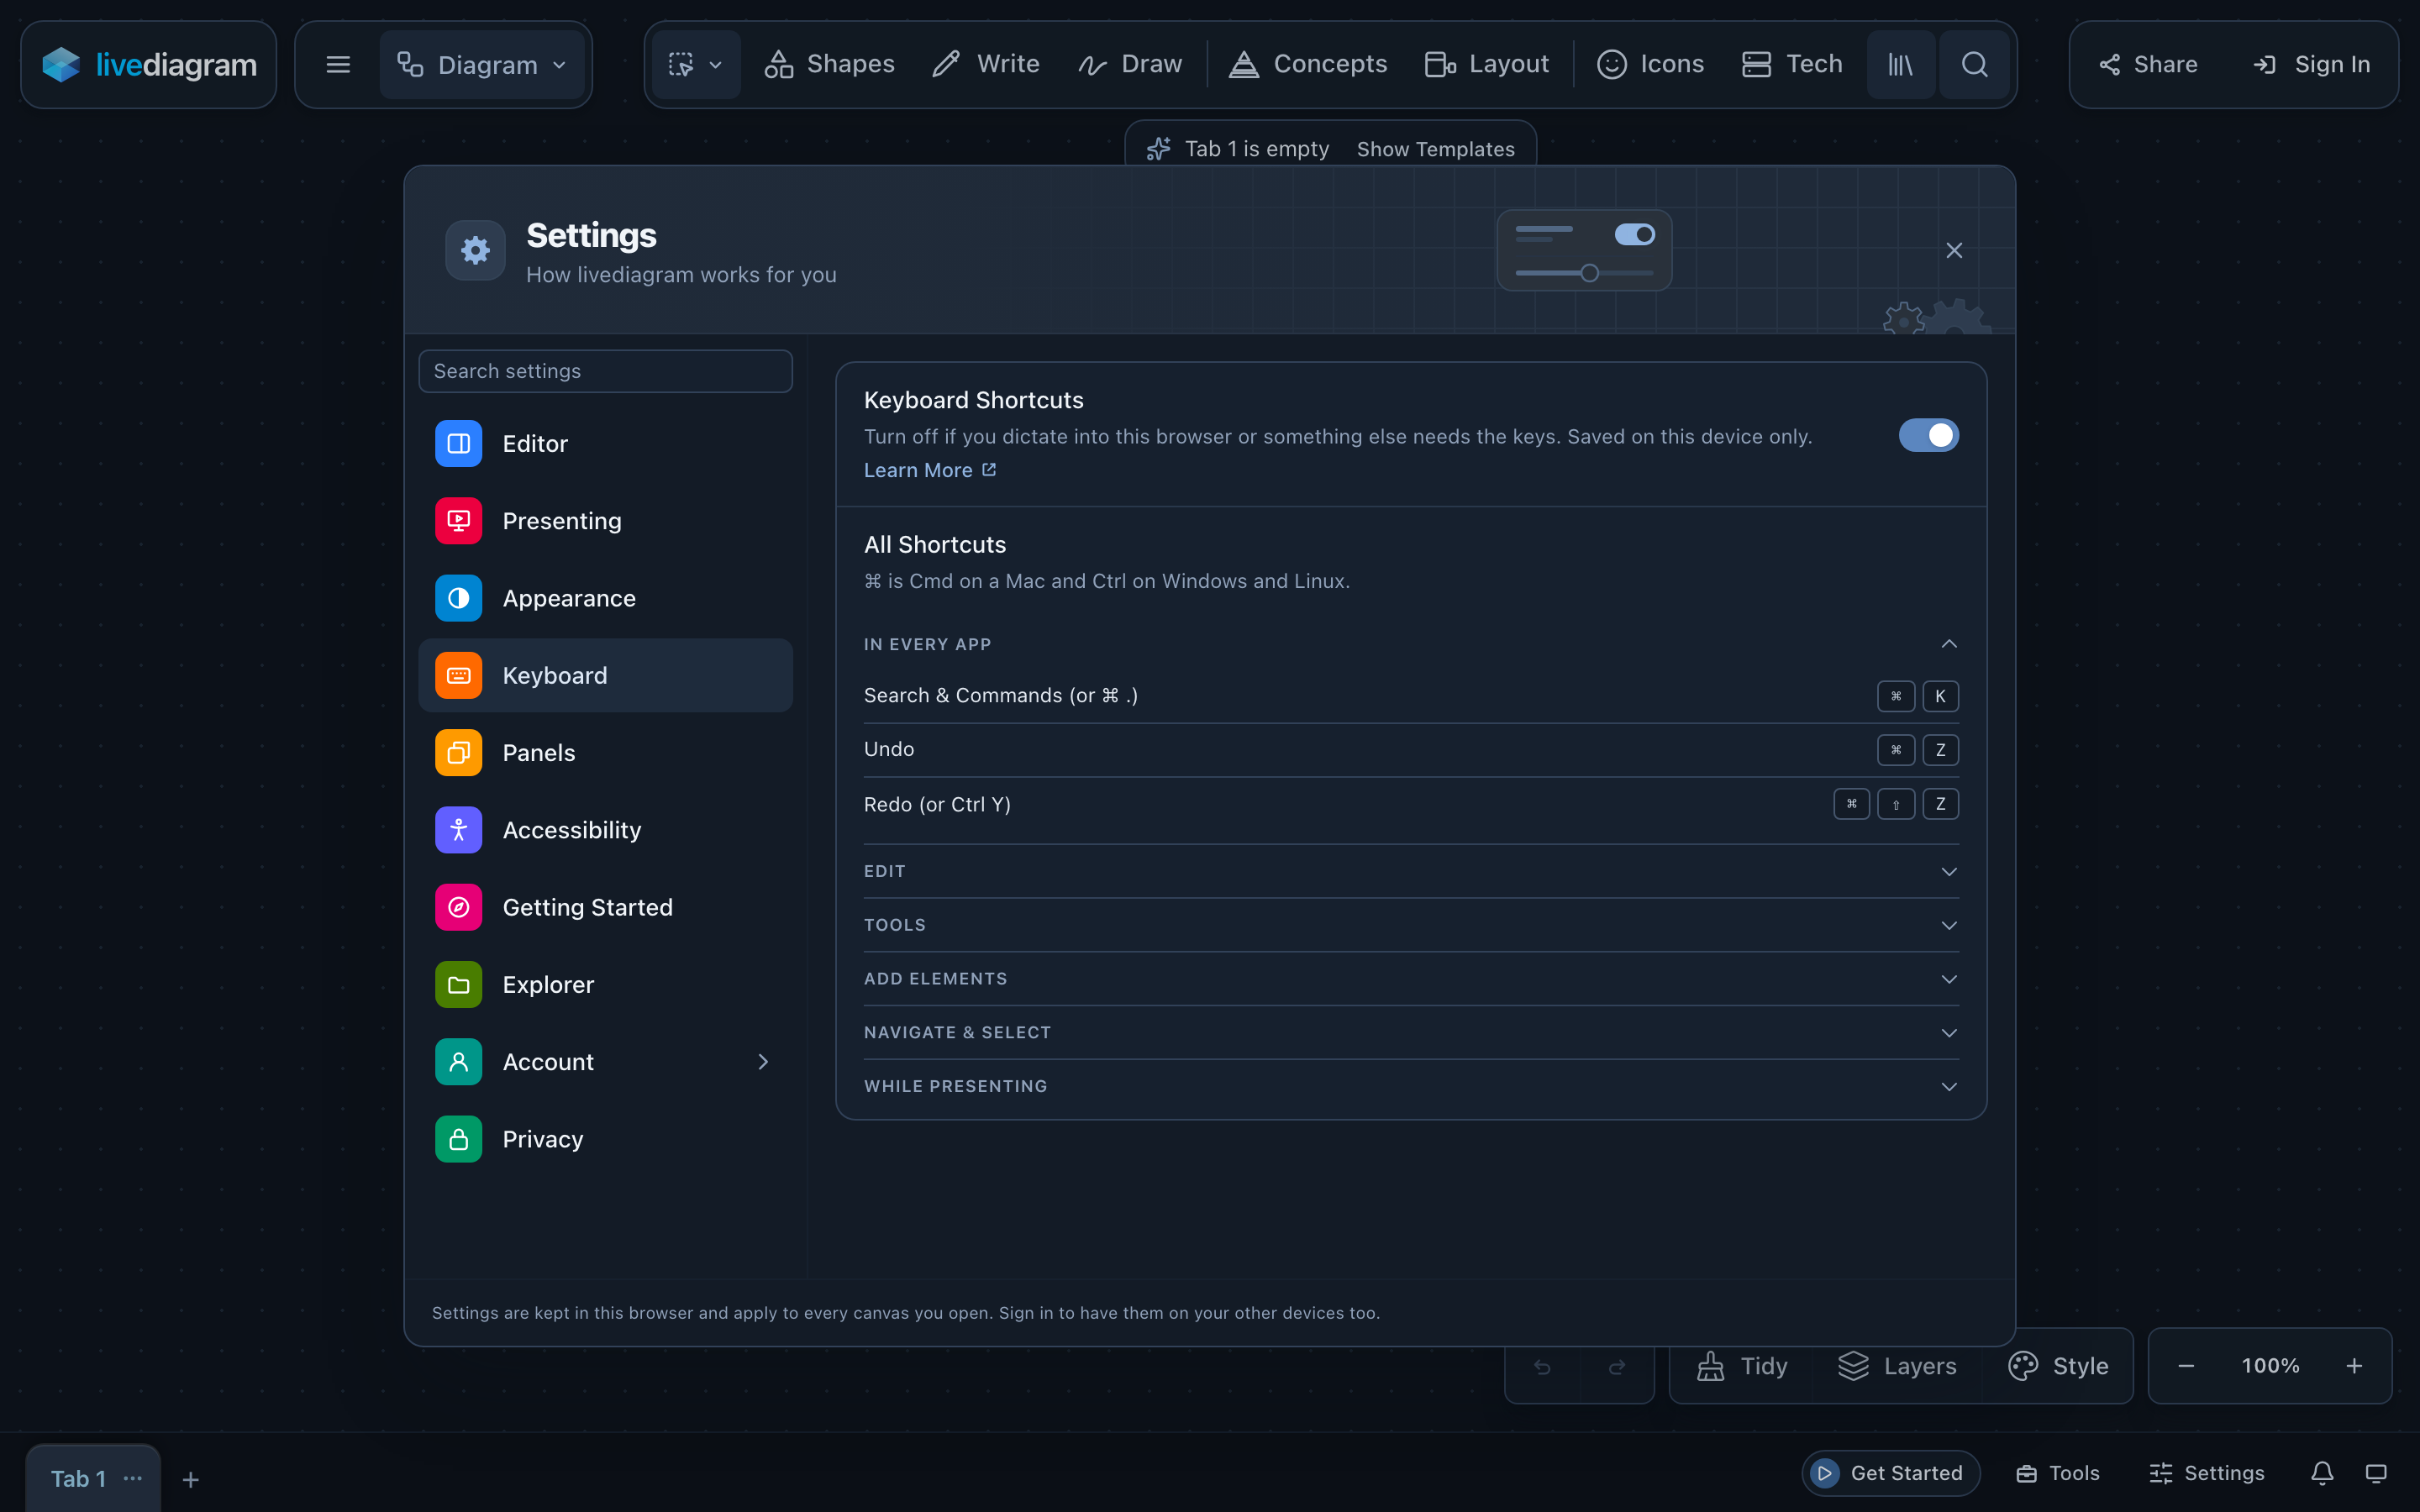 livediagram
Diagram
Shapes
Write
Draw
Concepts
Layout
Icons
Tech
Share
Sign In
Tab 1 is empty Show Templates
Settings
How livediagram works for you
Search settings
Editor
Presenting
Appearance
Keyboard
Panels
Accessibility
Getting Started
Explorer
Account
Privacy
Keyboard Shortcuts
Turn off if you dictate into this browser or something else needs the keys. Saved on this device only.
Learn More
All Shortcuts
⌘ is Cmd on a Mac and Ctrl on Windows and Linux.
IN EVERY APP
Search & Commands (or ⌘ .) ⌘ K
Undo ⌘ Z
Redo (or Ctrl Y) ⌘ ⇧ Z
EDIT
TOOLS
ADD ELEMENTS
NAVIGATE & SELECT
WHILE PRESENTING
Settings are kept in this browser and apply to every canvas you open. Sign in to have them on your other devices too.
Tidy
Layers
Style
100%
Tab 1
Get Started
Tools
Settings